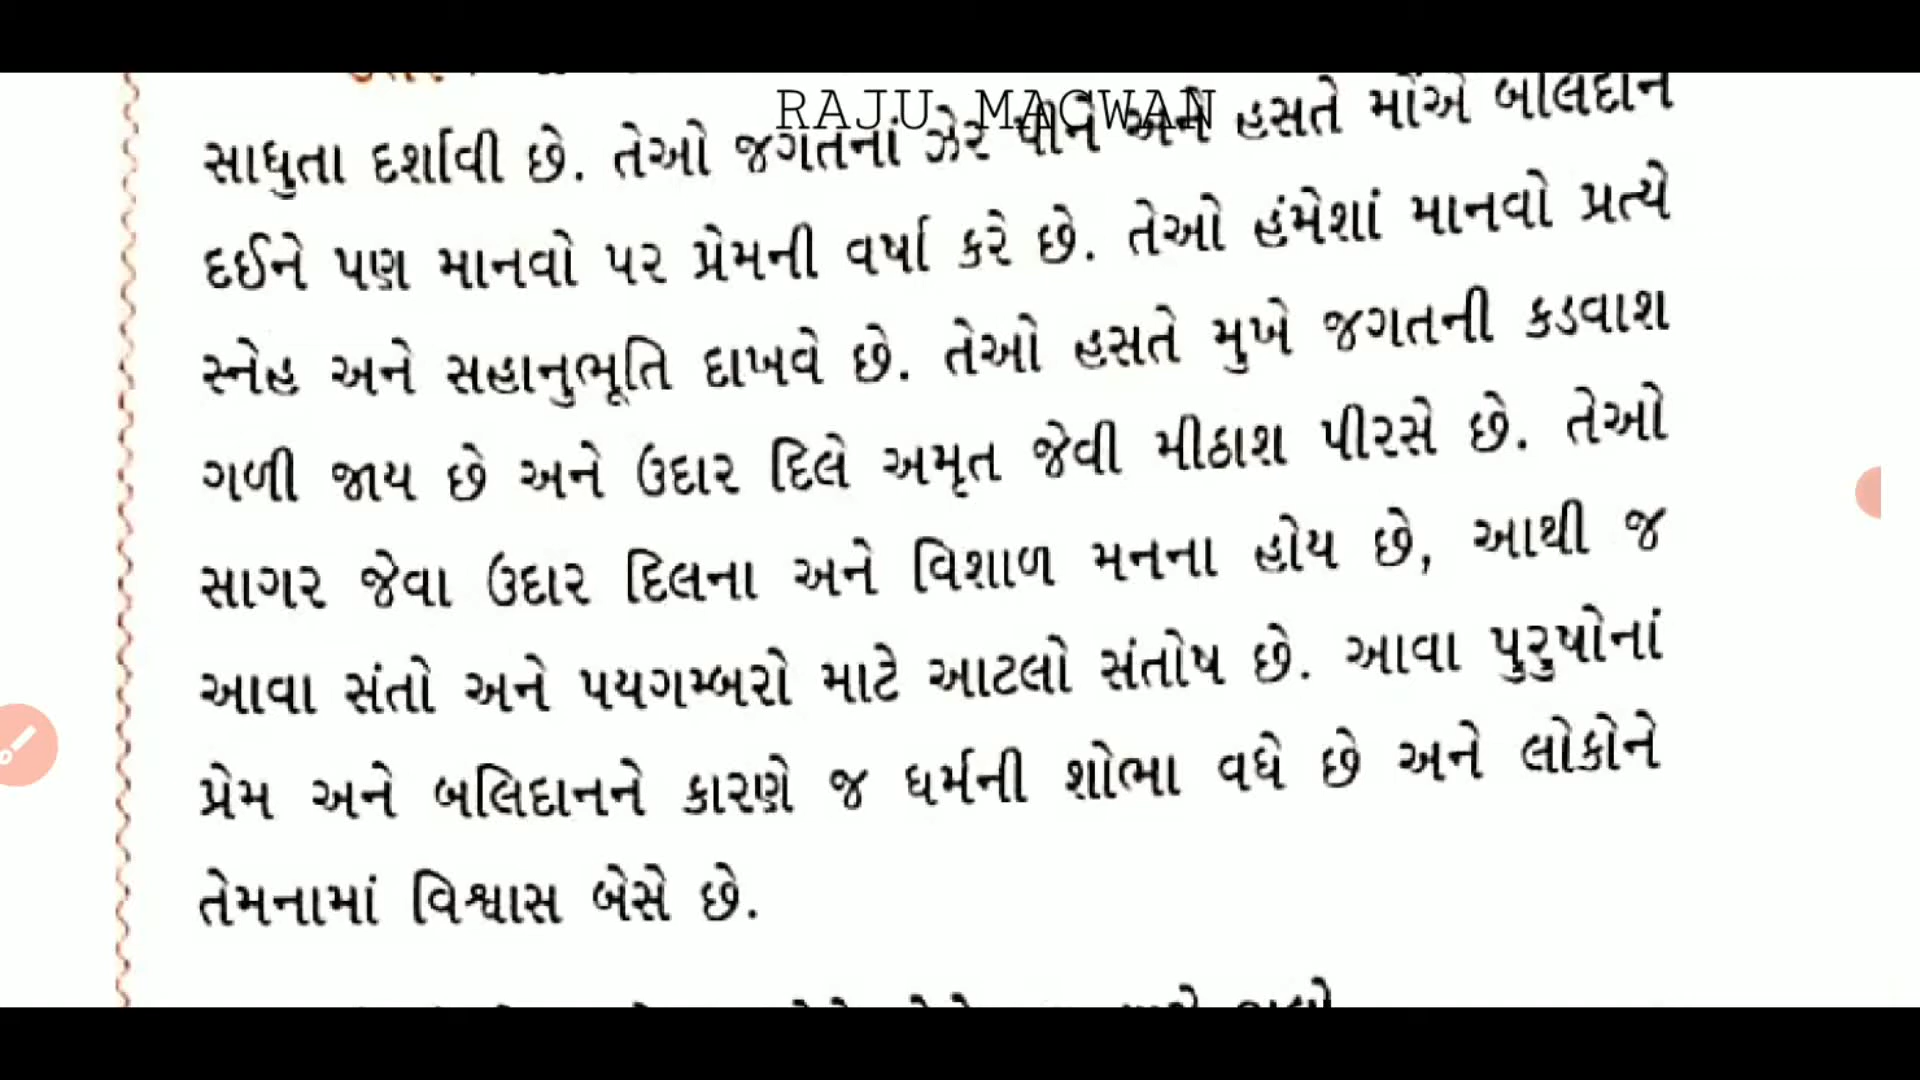 RAJU MACWAN
સાધુતા દર્શાવી છે. તેઓ જગતનાં ઝેર પીને અને હસતે મોંએ બલિદાન
દઈને પણ માનવો પર પ્રેમની વર્ષા કરે છે. તેઓ હંમેશાં માનવો પ્રત્યે
સ્નેહ અને સહાનુભૂતિ દાખવે છે. તેઓ હસતે મુખે જગતની કડવાશ
ગળી જાય છે અને ઉદાર દિલે અમૃત જેવી મીઠાશ પીરસે છે. તેઓ
સાગર જેવા ઉદાર દિલના અને વિશાળ મનના હોય છે, આથી જ
આવા સંતો અને પયગમ્બરો માટે આટલો સંતોષ છે. આવા પુરુષોનાં
પ્રેમ અને બલિદાનને કારણે જ ધર્મની શોભા વધે છે અને લોકોને
તેમનામાં વિશ્વાસ બેસે છે.